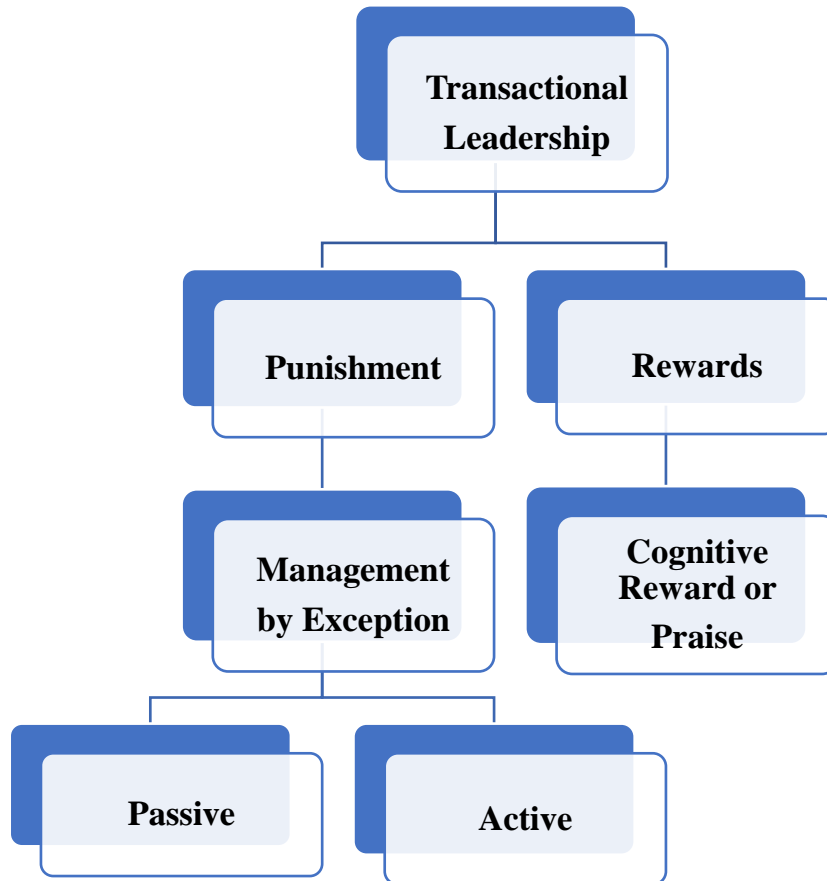 Transactional
Leadership
Punishment
Rewards
Management
by Exception
Cognitive
Reward or
Praise
Passive
Active